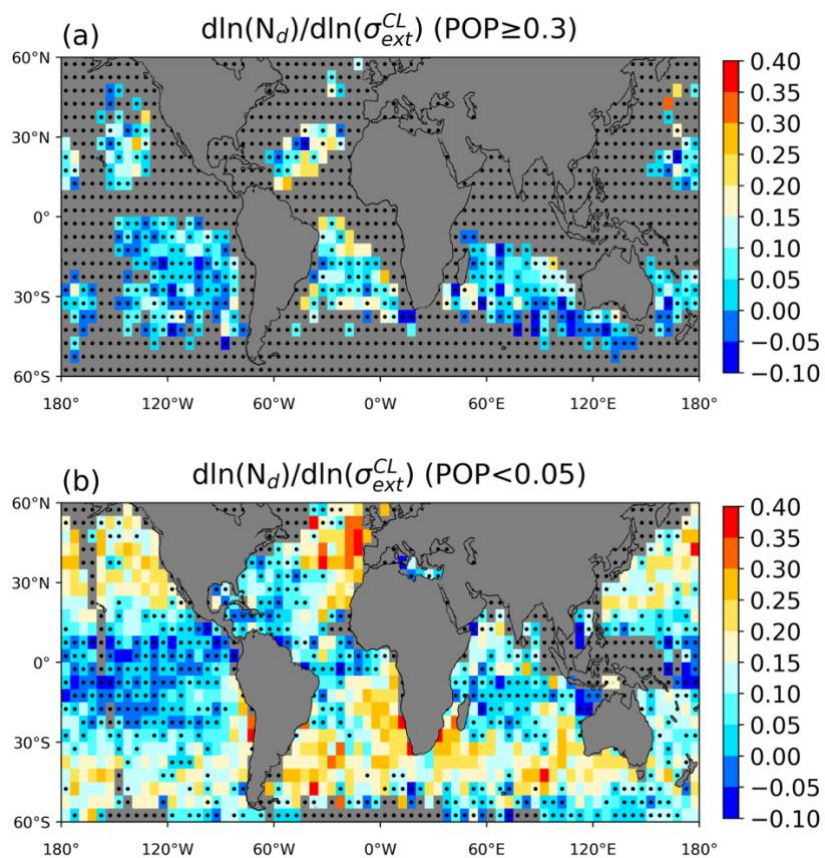 (a) dln(N_d)/dln(σ_ext^CL) (POP≥0.3)
60°N
30°N
0°
30°S
60°S
180° 120°W 60°W 0°W 60°E 120°E 180°
0.40
0.35
0.30
0.25
0.20
0.15
0.10
0.05
0.00
−0.05
−0.10
(b) dln(N_d)/dln(σ_ext^CL) (POP<0.05)
60°N
30°N
0°
30°S
60°S
180° 120°W 60°W 0°W 60°E 120°E 180°
0.40
0.35
0.30
0.25
0.20
0.15
0.10
0.05
0.00
−0.05
−0.10